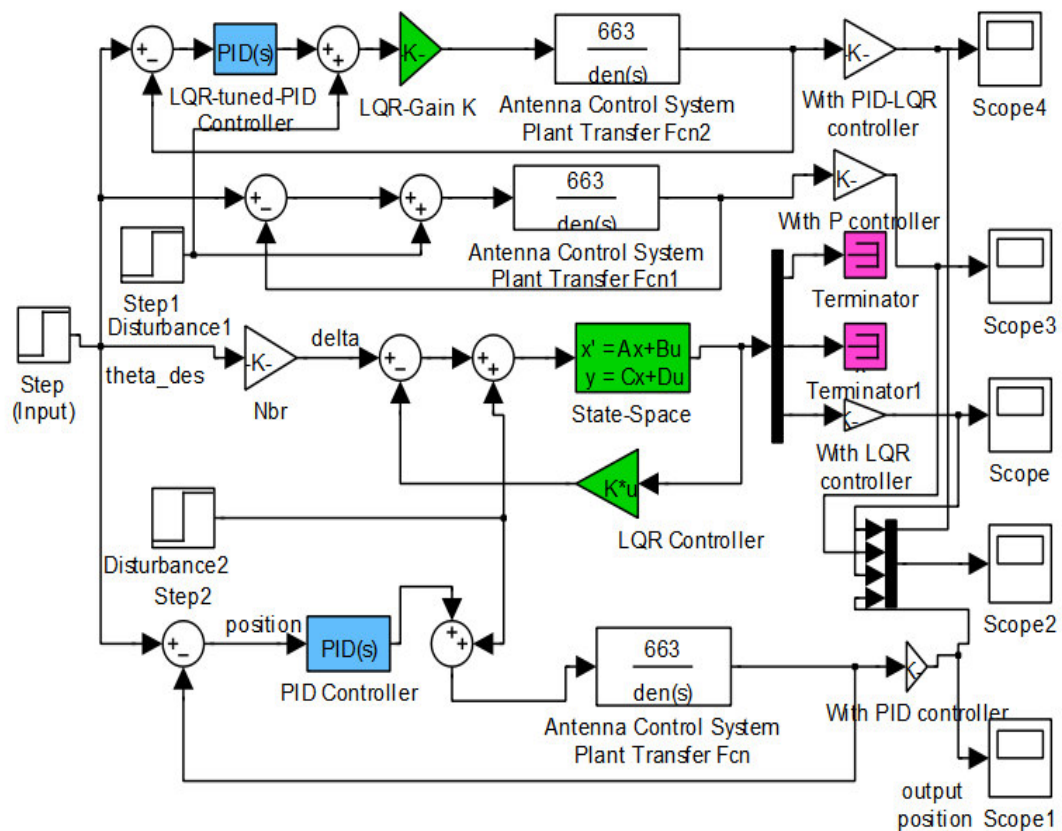 PID(s)
LQR-tuned-PID
Controller
K-
LQR-Gain K
663
den(s)
Antenna Control System
Plant Transfer Fcn2
K-
With PID-LQR
controller
Scope4
663
den(s)
Antenna Control System
Plant Transfer Fcn1
K-
With P controller
Step1
Disturbance1
Terminator
Scope3
Step
(Input)
theta_des
-K-
Nbr
delta
x' = Ax+Bu
y = Cx+Du
State-Space
Terminator1
K-
With LQR
controller
Scope
K*u
LQR Controller
Disturbance2
Step2
Scope2
position
PID(s)
PID Controller
663
den(s)
Antenna Control System
Plant Transfer Fcn
K-
With PID controller
output
position
Scope1